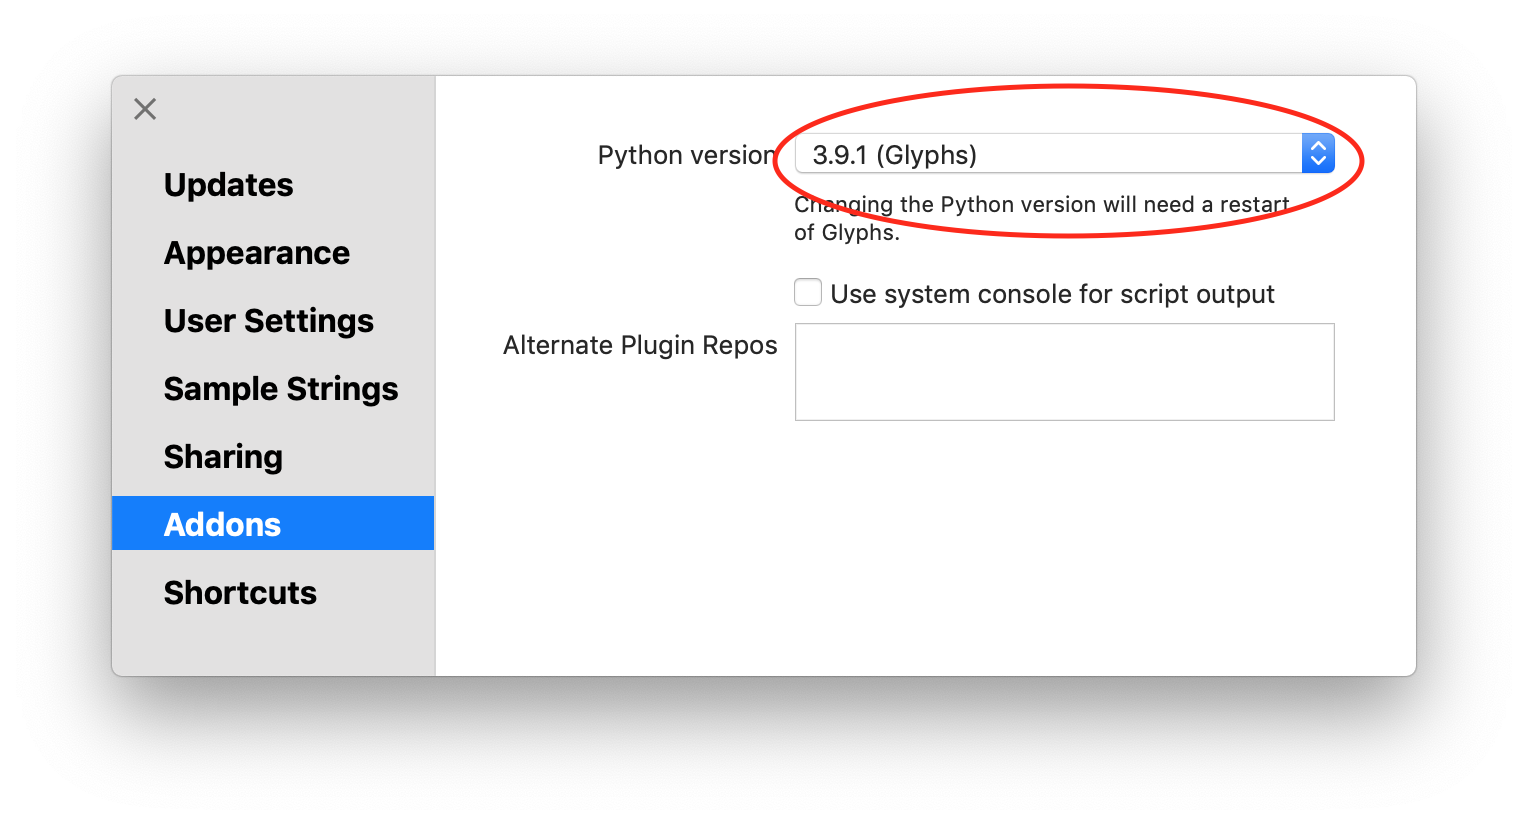 Updates
Appearance
User Settings
Sample Strings
Sharing
Addons
Shortcuts
Python version 3.9.1 (Glyphs)
Changing the Python version will need a restart
of Glyphs.
Use system console for script output
Alternate Plugin Repos